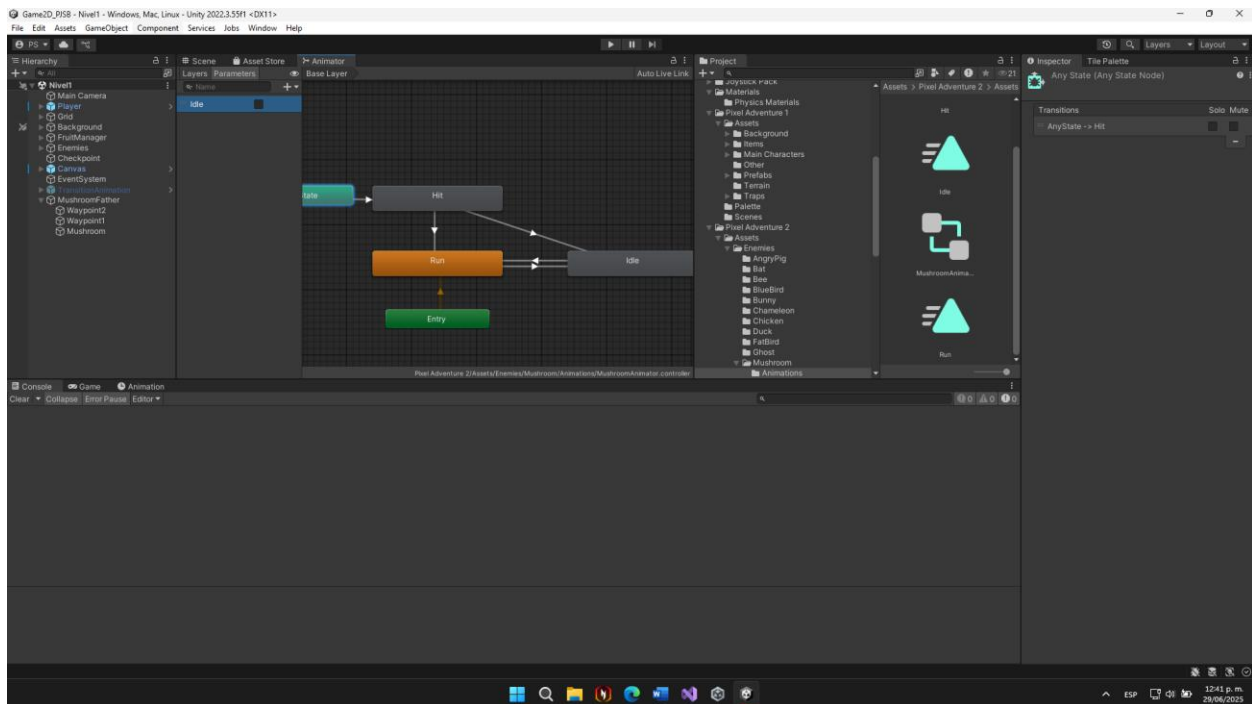 Game2D_PJSB - Nivel1 - Windows, Mac, Linux - Unity 2022.3.55f1 <DX11>
File Edit Assets GameObject Component Services Jobs Window Help
PS
Layers Layout
Hierarchy
All
Nivel1
Main Camera
Player
Grid
Background
FruitManager
Enemies
Checkpoint
Canvas
EventSystem
TransitionAnimation
MushroomFather
Waypoint2
Waypoint1
Mushroom
Scene Asset Store Animator
Layers Parameters Base Layer Auto Live Link
Name
Idle
tate
Hit
Run
Idle
Entry
Pixel Adventure 2/Assets/Enemies/Mushroom/Animations/MushroomAnimator.controller
Project
21
Joystick Pack
Materials
Physics Materials
Pixel Adventure 1
Assets
Background
Items
Main Characters
Other
Prefabs
Terrain
Traps
Palette
Scenes
Pixel Adventure 2
Assets
Enemies
AngryPig
Bat
Bee
BlueBird
Bunny
Chameleon
Chicken
Duck
FatBird
Ghost
Mushroom
Animations
Assets > Pixel Adventure 2 > Assets
Hit
Idle
MushroomAnima...
Run
Inspector Tile Palette
Any State (Any State Node)
Transitions Solo Mute
AnyState -> Hit
Console Game Animation
Clear Collapse Error Pause Editor
0 0 0
ESP
12:41 p. m.
29/06/2025